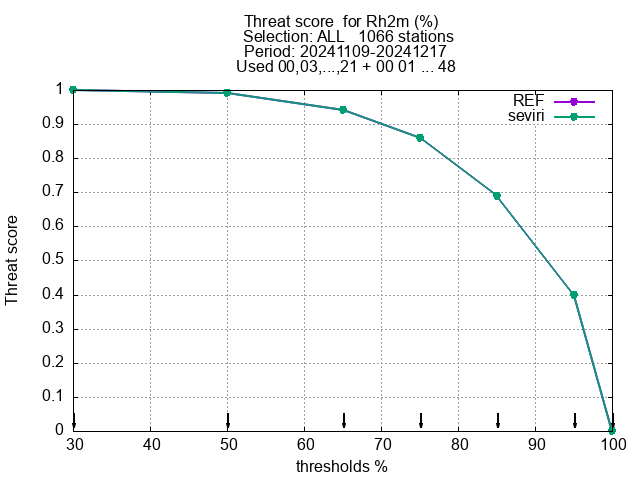 Threat score  for Rh2m (%)
Selection: ALL   1066 stations
Period: 20241109-20241217
Used 00,03,...,21 + 00 01 ... 48
REF
seviri
1
0.9
0.8
0.7
0.6
0.5
0.4
0.3
0.2
0.1
0
Threat score
30 40 50 60 70 80 90 100
thresholds %